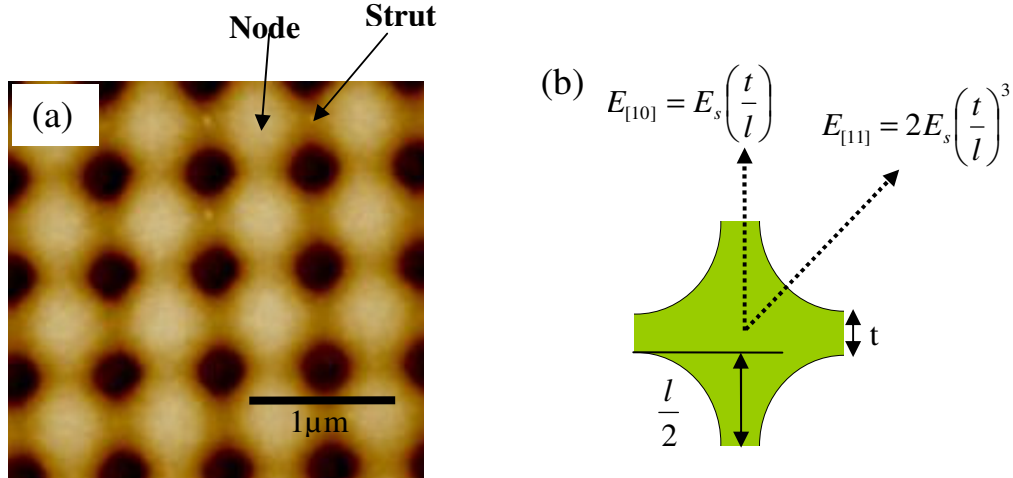 Node
Strut
(a)
1µm
(b)
E[10] = Es(t/l)
E[11] = 2Es(t/l)³
t
l/2